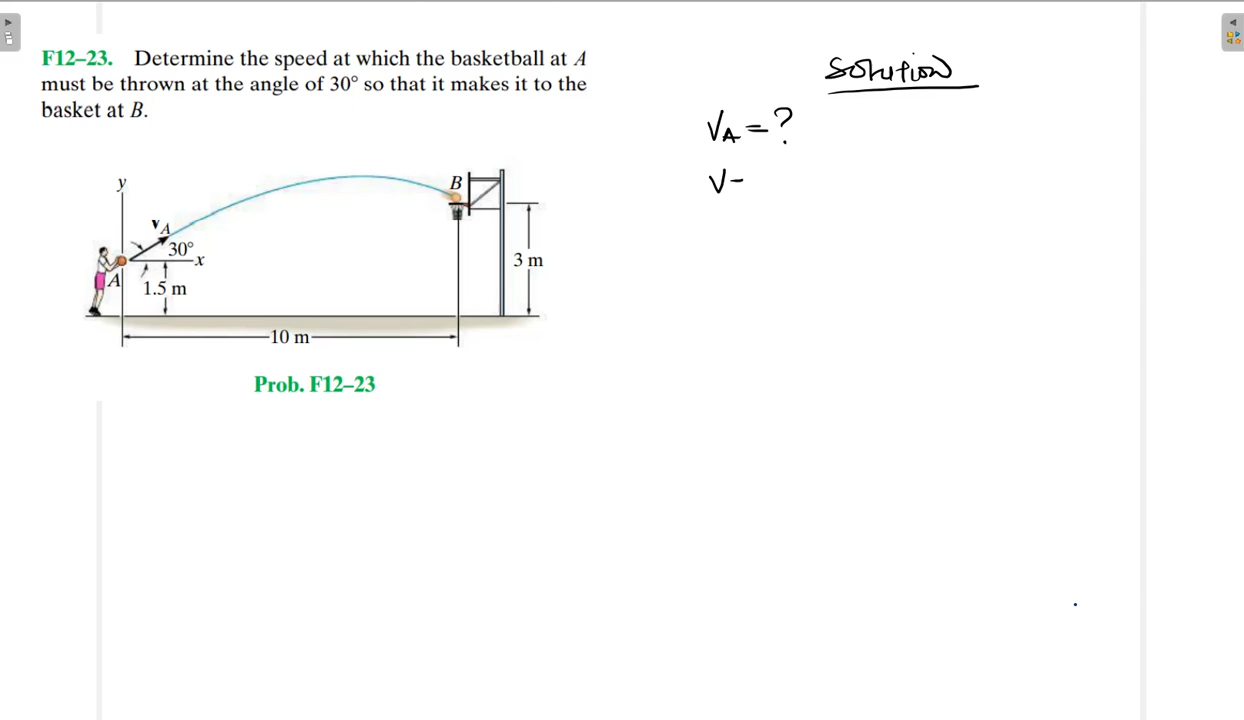 F12–23. Determine the speed at which the basketball at A
must be thrown at the angle of 30° so that it makes it to the
basket at B.
Solution
VA = ?
V-
y
B
vA
30°
x
A
1.5 m
3 m
10 m
Prob. F12–23